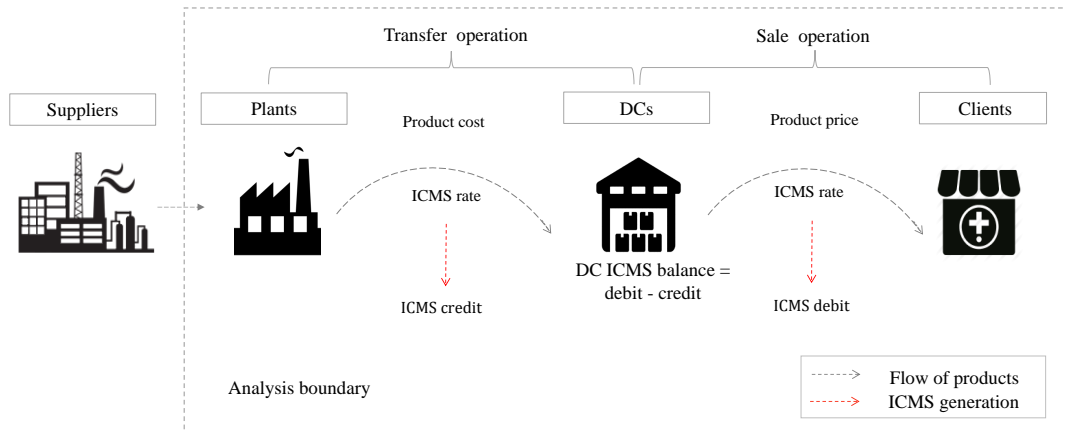 Transfer operation
Sale operation
Suppliers
Plants
DCs
Clients
Product cost
Product price
ICMS rate
ICMS rate
DC ICMS balance =
debit - credit
ICMS credit
ICMS debit
Analysis boundary
Flow of products
ICMS generation